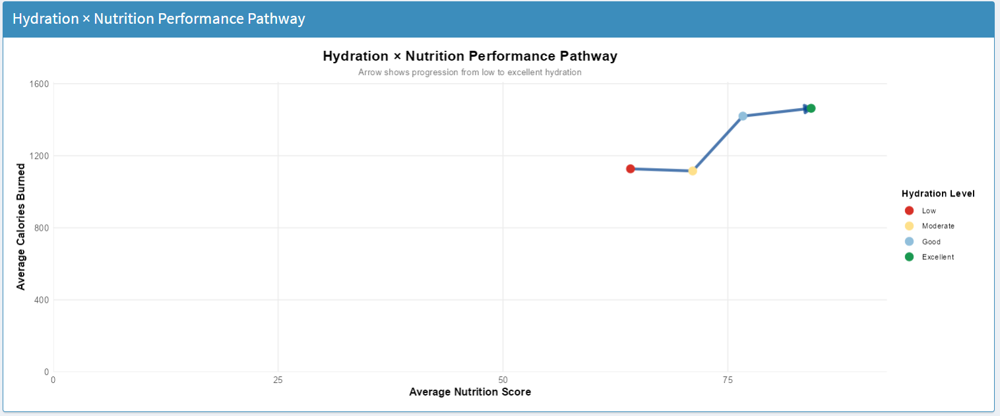 Hydration × Nutrition Performance Pathway
Hydration × Nutrition Performance Pathway
Arrow shows progression from low to excellent hydration
1600
1200
800
400
0
Average Calories Burned
0 25 50 75
Average Nutrition Score
Hydration Level
Low
Moderate
Good
Excellent